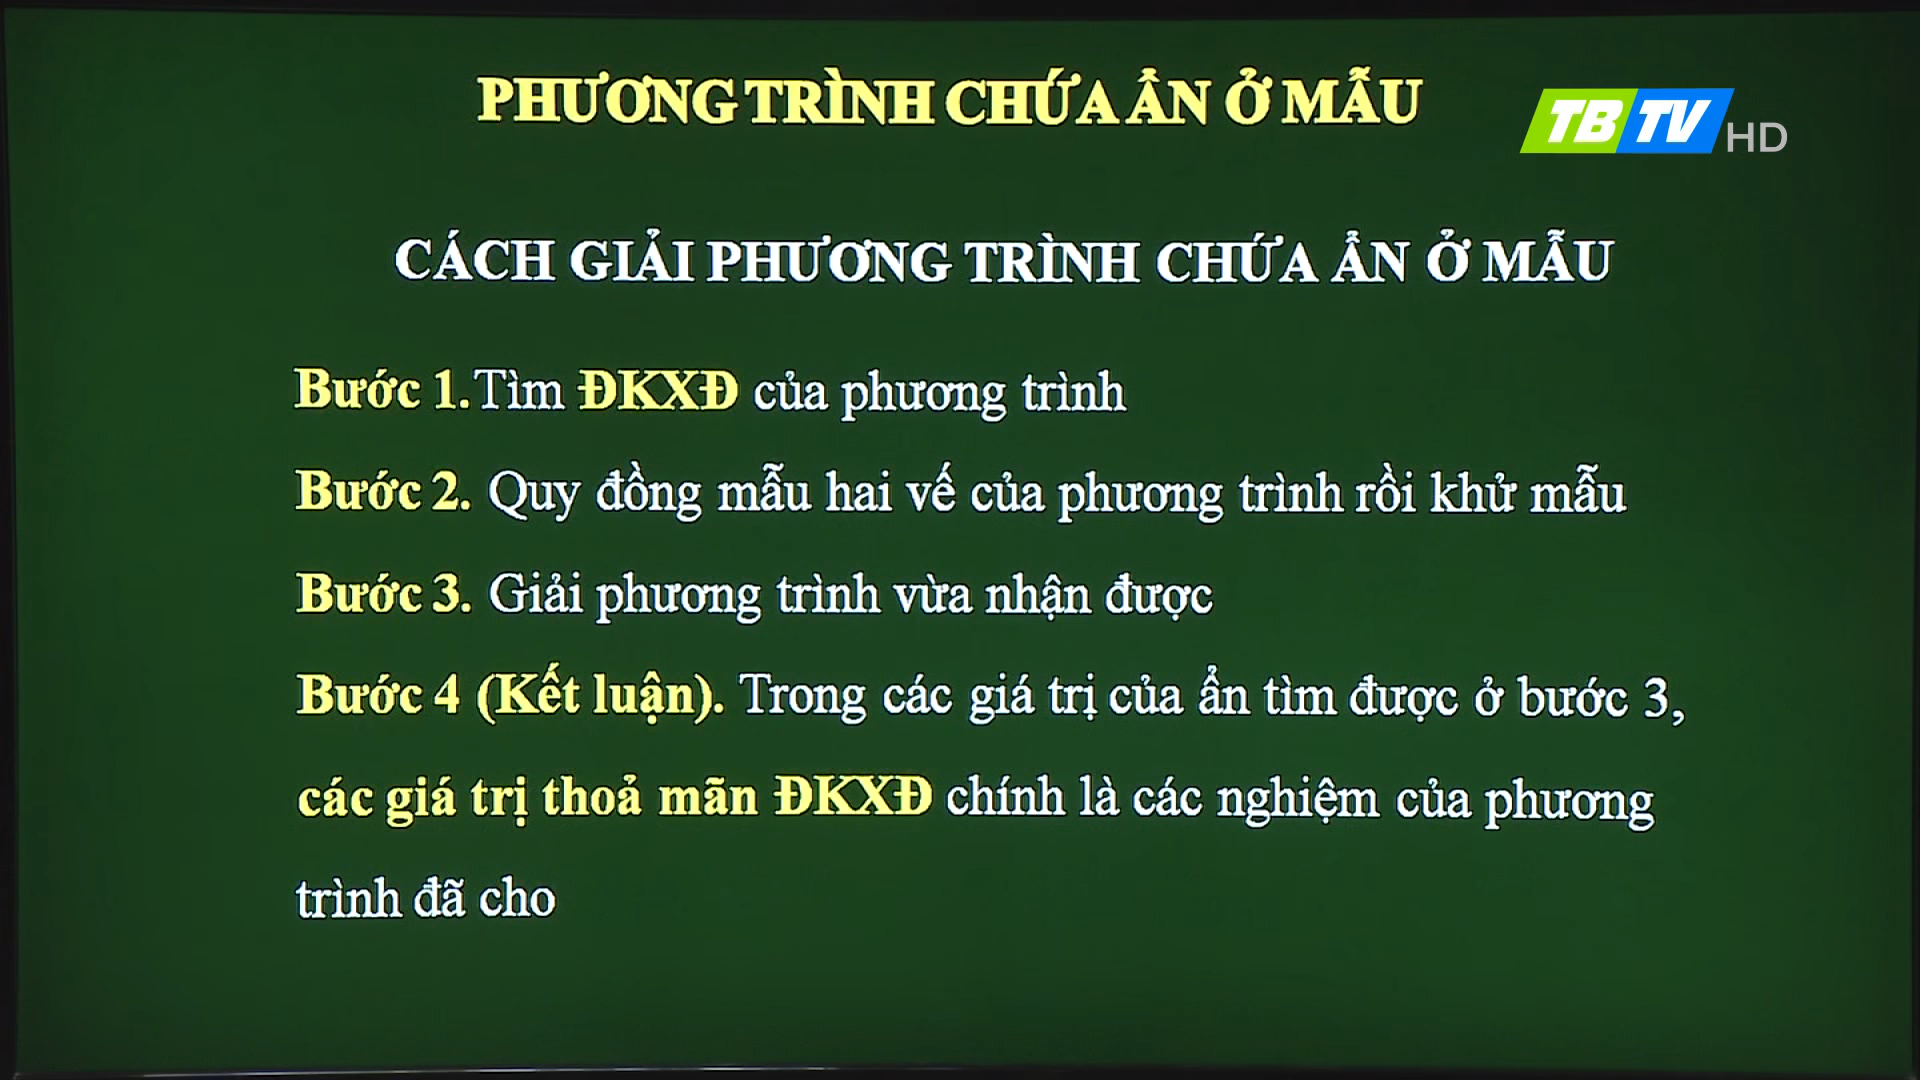 PHƯƠNG TRÌNH CHỨA ẨN Ở MẪU
TBTV HD
CÁCH GIẢI PHƯƠNG TRÌNH CHỨA ẨN Ở MẪU
Bước 1. Tìm ĐKXĐ của phương trình
Bước 2. Quy đồng mẫu hai vế của phương trình rồi khử mẫu
Bước 3. Giải phương trình vừa nhận được
Bước 4 (Kết luận). Trong các giá trị của ẩn tìm được ở bước 3,
các giá trị thoả mãn ĐKXĐ chính là các nghiệm của phương
trình đã cho